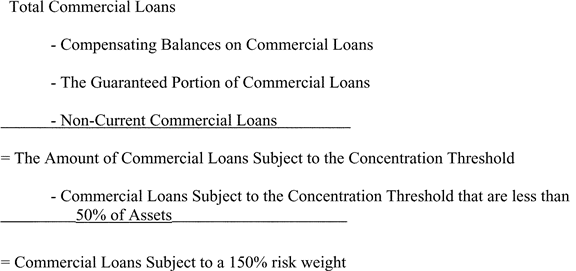 Total Commercial Loans
- Compensating Balances on Commercial Loans
- The Guaranteed Portion of Commercial Loans
- Non-Current Commercial Loans
= The Amount of Commercial Loans Subject to the Concentration Threshold
- Commercial Loans Subject to the Concentration Threshold that are less than
50% of Assets
= Commercial Loans Subject to a 150% risk weight